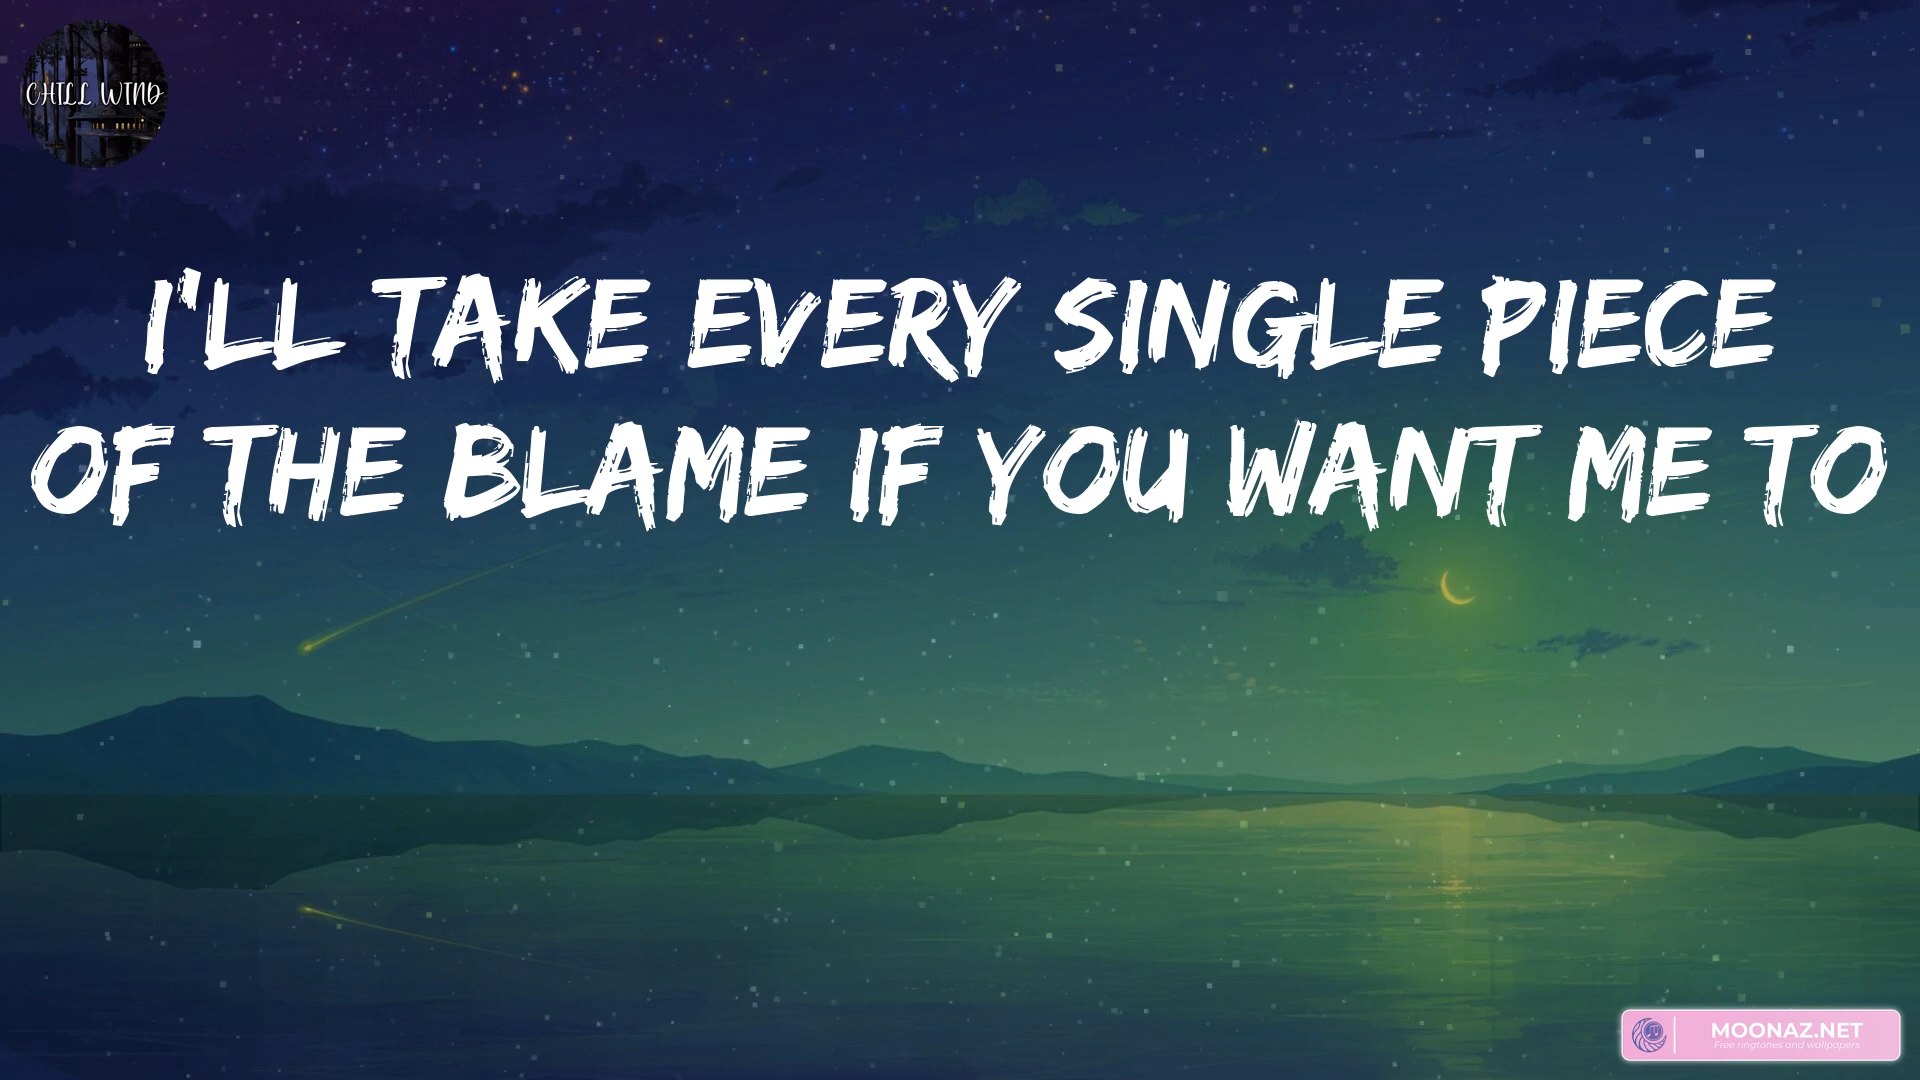 CHILL WIND
I'LL TAKE EVERY SINGLE PIECE
OF THE BLAME IF YOU WANT ME TO
MOONAZ.NET
Free ringtones and wallpapers